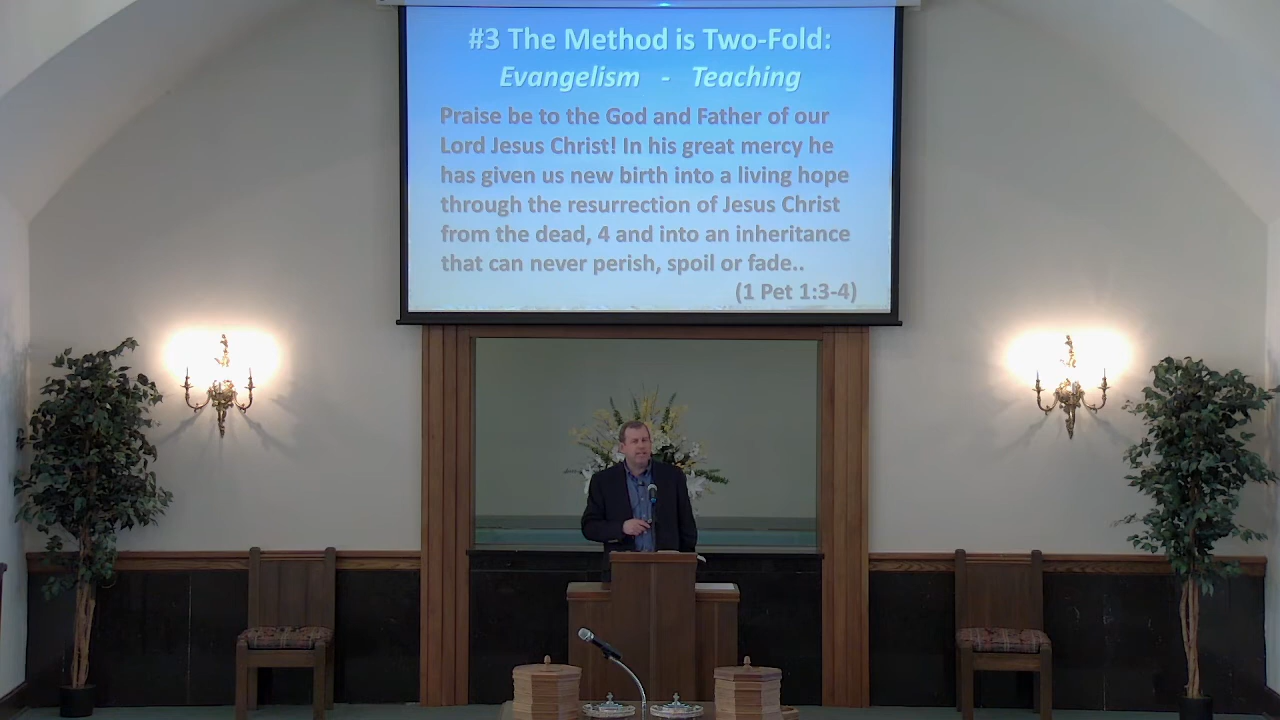 #3 The Method is Two-Fold:
Evangelism - Teaching
Praise be to the God and Father of our
Lord Jesus Christ! In his great mercy he
has given us new birth into a living hope
through the resurrection of Jesus Christ
from the dead, 4 and into an inheritance
that can never perish, spoil or fade..
(1 Pet 1:3-4)